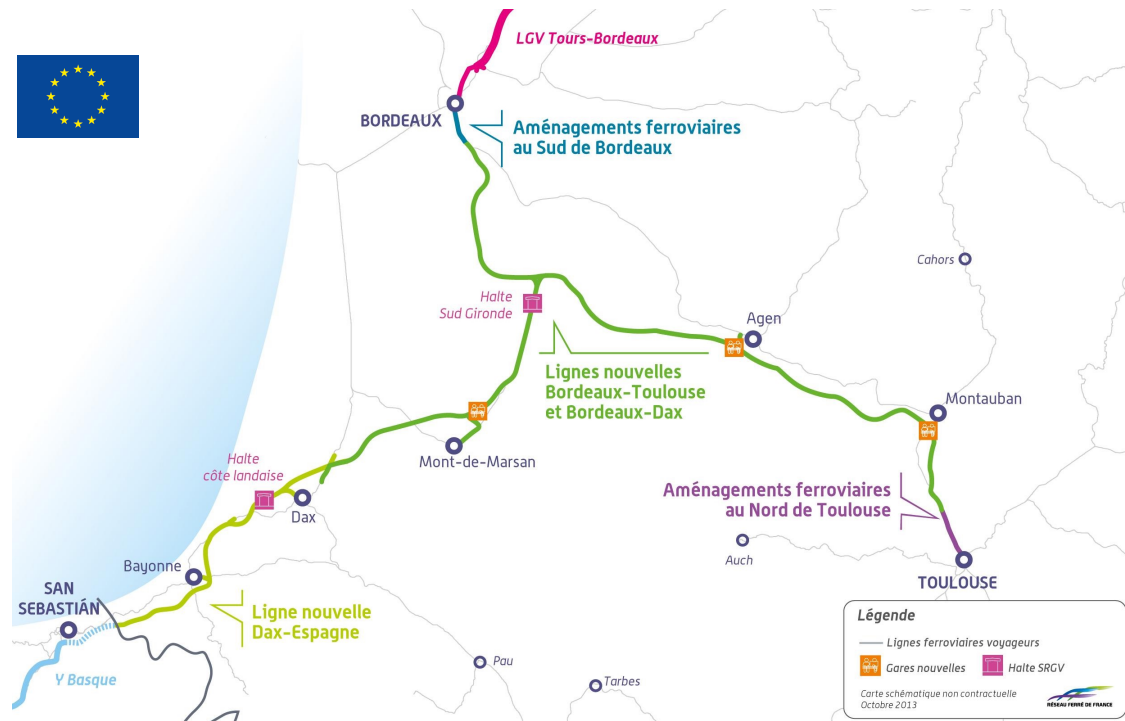 LGV Tours-Bordeaux
BORDEAUX
Aménagements ferroviaires
au Sud de Bordeaux
Cahors
Halte
Sud Gironde
Agen
Lignes nouvelles
Bordeaux-Toulouse
et Bordeaux-Dax
Montauban
Mont-de-Marsan
Halte
côte landaise
Dax
Aménagements ferroviaires
au Nord de Toulouse
Auch
TOULOUSE
Bayonne
SAN
SEBASTIÁN
Ligne nouvelle
Dax-Espagne
Y Basque
Pau
Tarbes
Légende
Lignes ferroviaires voyageurs
Gares nouvelles
Halte SRGV
Carte schématique non contractuelle
Octobre 2013
RÉSEAU FERRÉ DE FRANCE